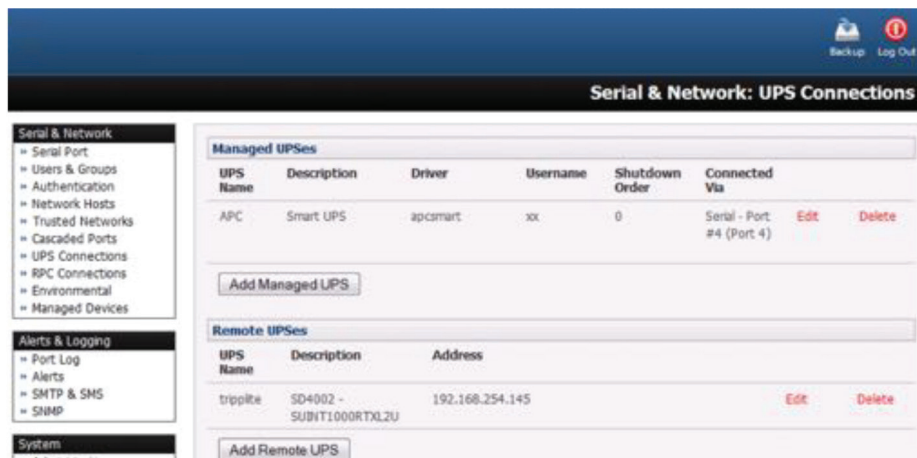 Backup Log Out
Serial & Network: UPS Connections
Serial & Network
Serial Port
Users & Groups
Authentication
Network Hosts
Trusted Networks
Cascaded Ports
UPS Connections
RPC Connections
Environmental
Managed Devices
Alerts & Logging
Port Log
Alerts
SMTP & SMS
SNMP
System
Managed UPSes
UPS Name Description Driver Username Shutdown Order Connected Via
APC Smart UPS apcsmart xx 0 Serial - Port #4 (Port 4) Edit Delete
Add Managed UPS
Remote UPSes
UPS Name Description Address
tripplite SD4002 - SUINT1000RTXL2U 192.168.254.145 Edit Delete
Add Remote UPS